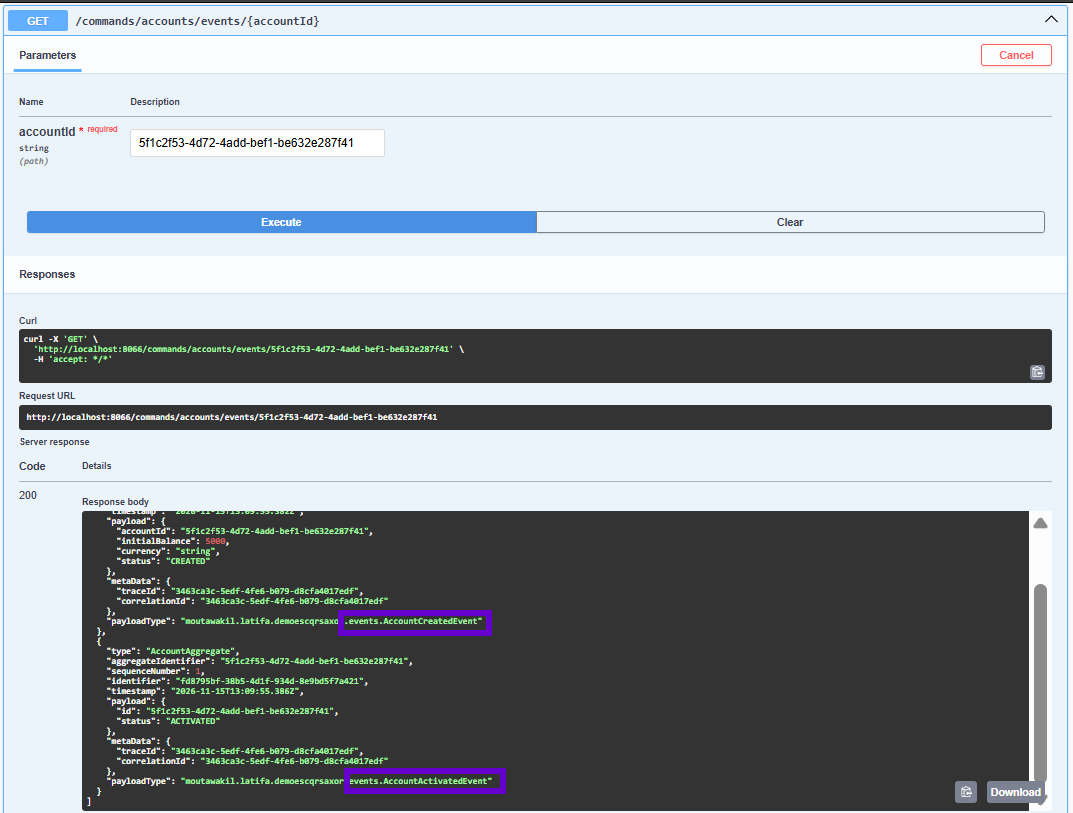 GET /commands/accounts/events/{accountId}
Parameters
Cancel
Name Description
accountId * required
string
(path)
5f1c2f53-4d72-4add-bef1-be632e287f41
Execute Clear
Responses
Curl
curl -X 'GET' \
'http://localhost:8066/commands/accounts/events/5f1c2f53-4d72-4add-bef1-be632e287f41' \
-H 'accept: */*'
Request URL
http://localhost:8066/commands/accounts/events/5f1c2f53-4d72-4add-bef1-be632e287f41
Server response
Code Details
200
Response body
"timestamp": "2026-11-15T13:09:55.382Z",
"payload": {
"accountId": "5f1c2f53-4d72-4add-bef1-be632e287f41",
"initialBalance": 5000,
"currency": "string",
"status": "CREATED"
},
"metaData": {
"traceId": "3463ca3c-5edf-4fe6-b079-d8cfa4017edf",
"correlationId": "3463ca3c-5edf-4fe6-b079-d8cfa4017edf"
},
"payloadType": "moutawakil.latifa.demoescqrsaxon.events.AccountCreatedEvent"
},
{
"type": "AccountAggregate",
"aggregateIdentifier": "5f1c2f53-4d72-4add-bef1-be632e287f41",
"sequenceNumber": 1,
"identifier": "fd8795bf-38b5-4d1f-934d-8e9bd5f7a421",
"timestamp": "2026-11-15T13:09:55.386Z",
"payload": {
"id": "5f1c2f53-4d72-4add-bef1-be632e287f41",
"status": "ACTIVATED"
},
"metaData": {
"traceId": "3463ca3c-5edf-4fe6-b079-d8cfa4017edf",
"correlationId": "3463ca3c-5edf-4fe6-b079-d8cfa4017edf"
},
"payloadType": "moutawakil.latifa.demoescqrsaxon.events.AccountActivatedEvent"
}
]
Download